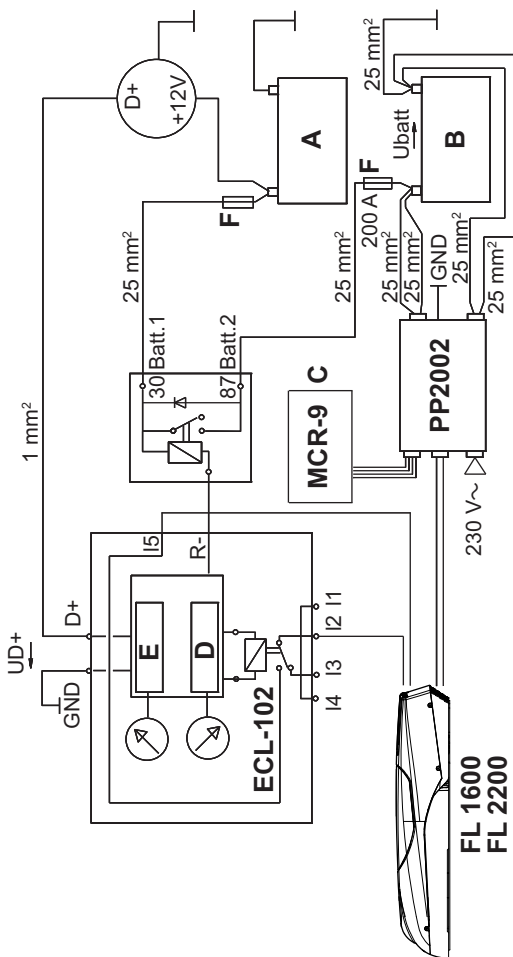 1 mm²
UD+
D+
GND
E
D
ECL-102
I5
R-
I4
I3
I2
I1
30 Batt.1
87 Batt.2
25 mm²
25 mm²
D+
+12V
F
A
F
200 A
25 mm²
Ubatt
B
MCR-9
C
25 mm²
25 mm²
GND
25 mm²
25 mm²
PP2002
230 V~
FL 1600
FL 2200